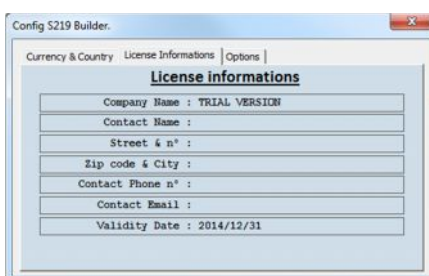 Config S219 Builder.
Currency & Country License Informations Options
License informations
Company Name : TRIAL VERSION
Contact Name :
Street & n° :
Zip code & City :
Contact Phone n° :
Contact Email :
Validity Date : 2014/12/31